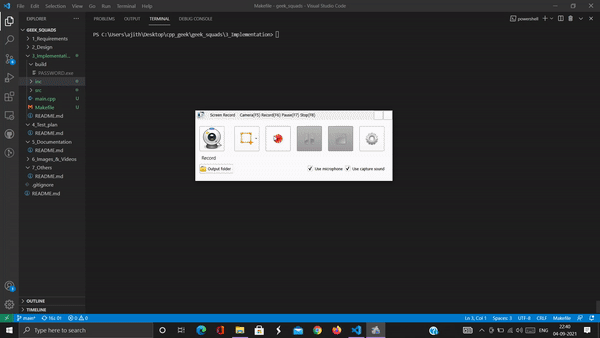 File Edit Selection View Go Run Terminal Help
Makefile - geek_squads - Visual Studio Code
EXPLORER
PROBLEMS OUTPUT TERMINAL DEBUG CONSOLE
powershell
GEEK_SQUADS
1_Requirements
2_Design
3_Implementati...
build
PASSWORD.exe
inc
src
main.cpp
Makefile
README.md
4_Test_plan
README.md
5_Documentation
README.md
6_Images_& Videos
7_Others
README.md
.gitignore
README.md
PS C:\Users\ajith\Desktop\cpp_geek\geek_squads\3_Implementation>
Screen Record Camera(F5) Record(F6) Pause(F7) Stop(F8)
Record
Output folder
Use microphone
Use capture sound
OUTLINE
TIMELINE
main*
0 0
Ln 3, Col 1 Spaces: 3 UTF-8 CRLF Makefile
Type here to search
ENG
22:40
04-09-2021